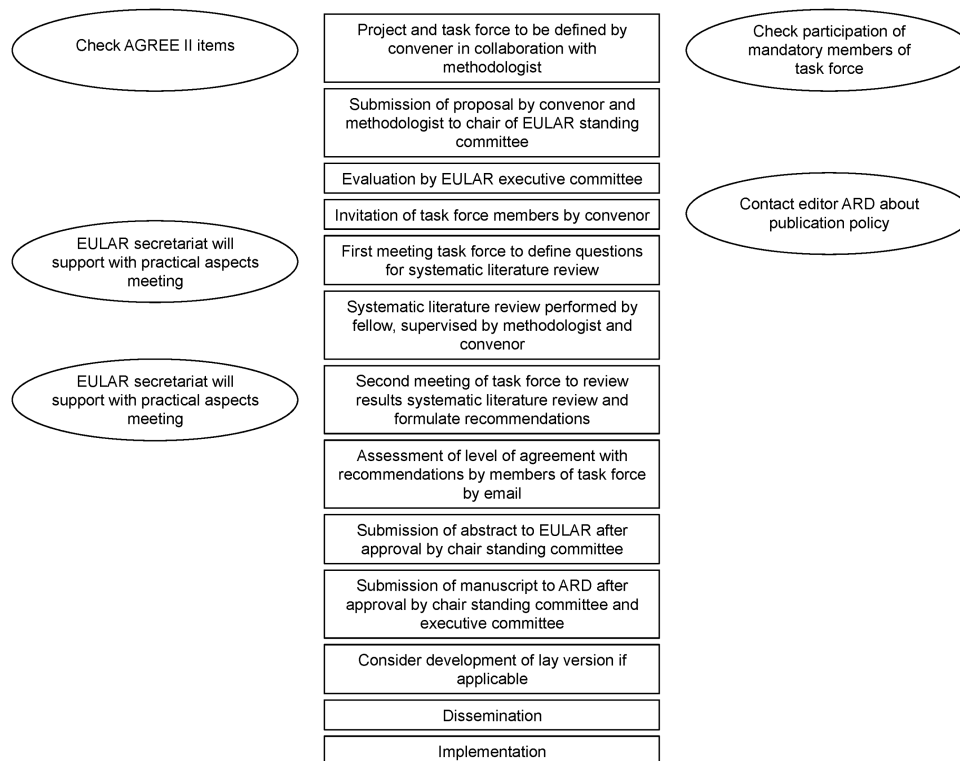 Check AGREE II items
Project and task force to be defined by
convener in collaboration with
methodologist
Check participation of
mandatory members of
task force
Submission of proposal by convenor and
methodologist to chair of EULAR standing
committee
Evaluation by EULAR executive committee
Invitation of task force members by convenor
Contact editor ARD about
publication policy
EULAR secretariat will
support with practical aspects
meeting
First meeting task force to define questions
for systematic literature review
Systematic literature review performed by
fellow, supervised by methodologist and
convenor
EULAR secretariat will
support with practical aspects
meeting
Second meeting of task force to review
results systematic literature review and
formulate recommendations
Assessment of level of agreement with
recommendations by members of task force
by email
Submission of abstract to EULAR after
approval by chair standing committee
Submission of manuscript to ARD after
approval by chair standing committee and
executive committee
Consider development of lay version if
applicable
Dissemination
Implementation